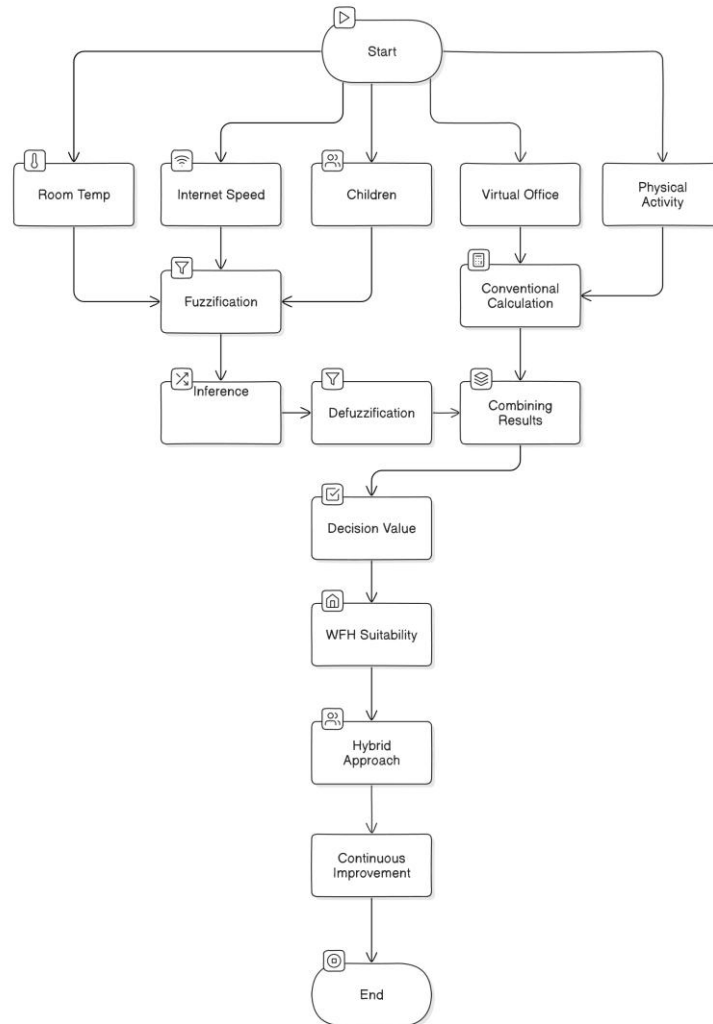 Start
Room Temp
Internet Speed
Children
Virtual Office
Physical
Activity
Fuzzification
Conventional
Calculation
Inference
Defuzzification
Combining
Results
Decision Value
WFH Suitability
Hybrid
Approach
Continuous
Improvement
End